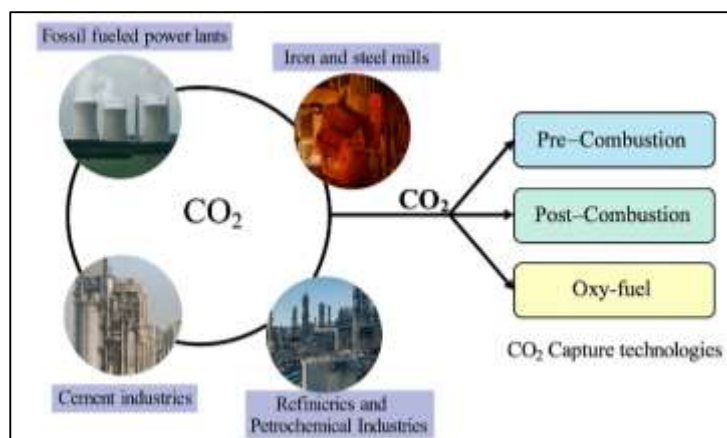 Fossil fueled power lants
Iron and steel mills
CO₂
CO₂
Pre–Combustion
Post–Combustion
Oxy-fuel
CO₂ Capture technologies
Cement industries
Refineries and
Petrochemical Industries